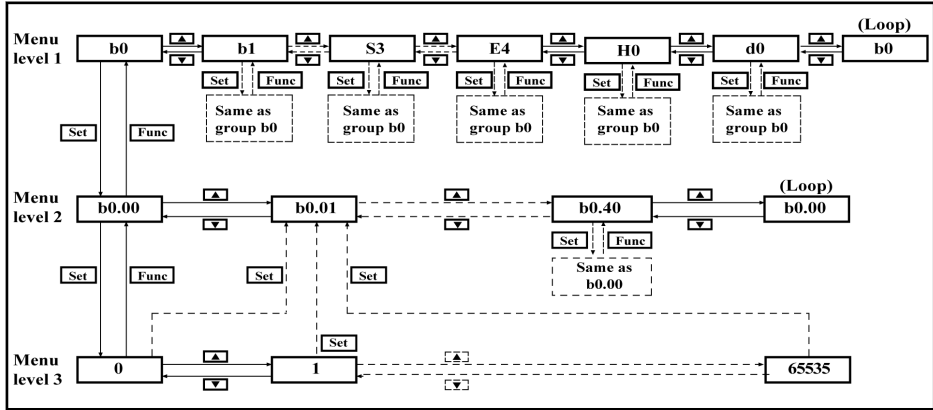 Menu level 1
b0
b1
S3
E4
H0
d0
(Loop)
b0
▲ ▲ ▲ ▲ ▲ ▲
▼ ▼ ▼ ▼ ▼ ▼
Set Func
Set Func
Set Func
Set Func
Set Func
Same as
group b0
Same as
group b0
Same as
group b0
Same as
group b0
Same as
group b0
Set Func
Menu level 2
b0.00
b0.01
b0.40
(Loop)
b0.00
▲ ▲ ▲
▼ ▼ ▼
Set Func
Same as
b0.00
Set Func
Set
Set
Set
Menu level 3
0
1
65535
▲ ▲
▼ ▼